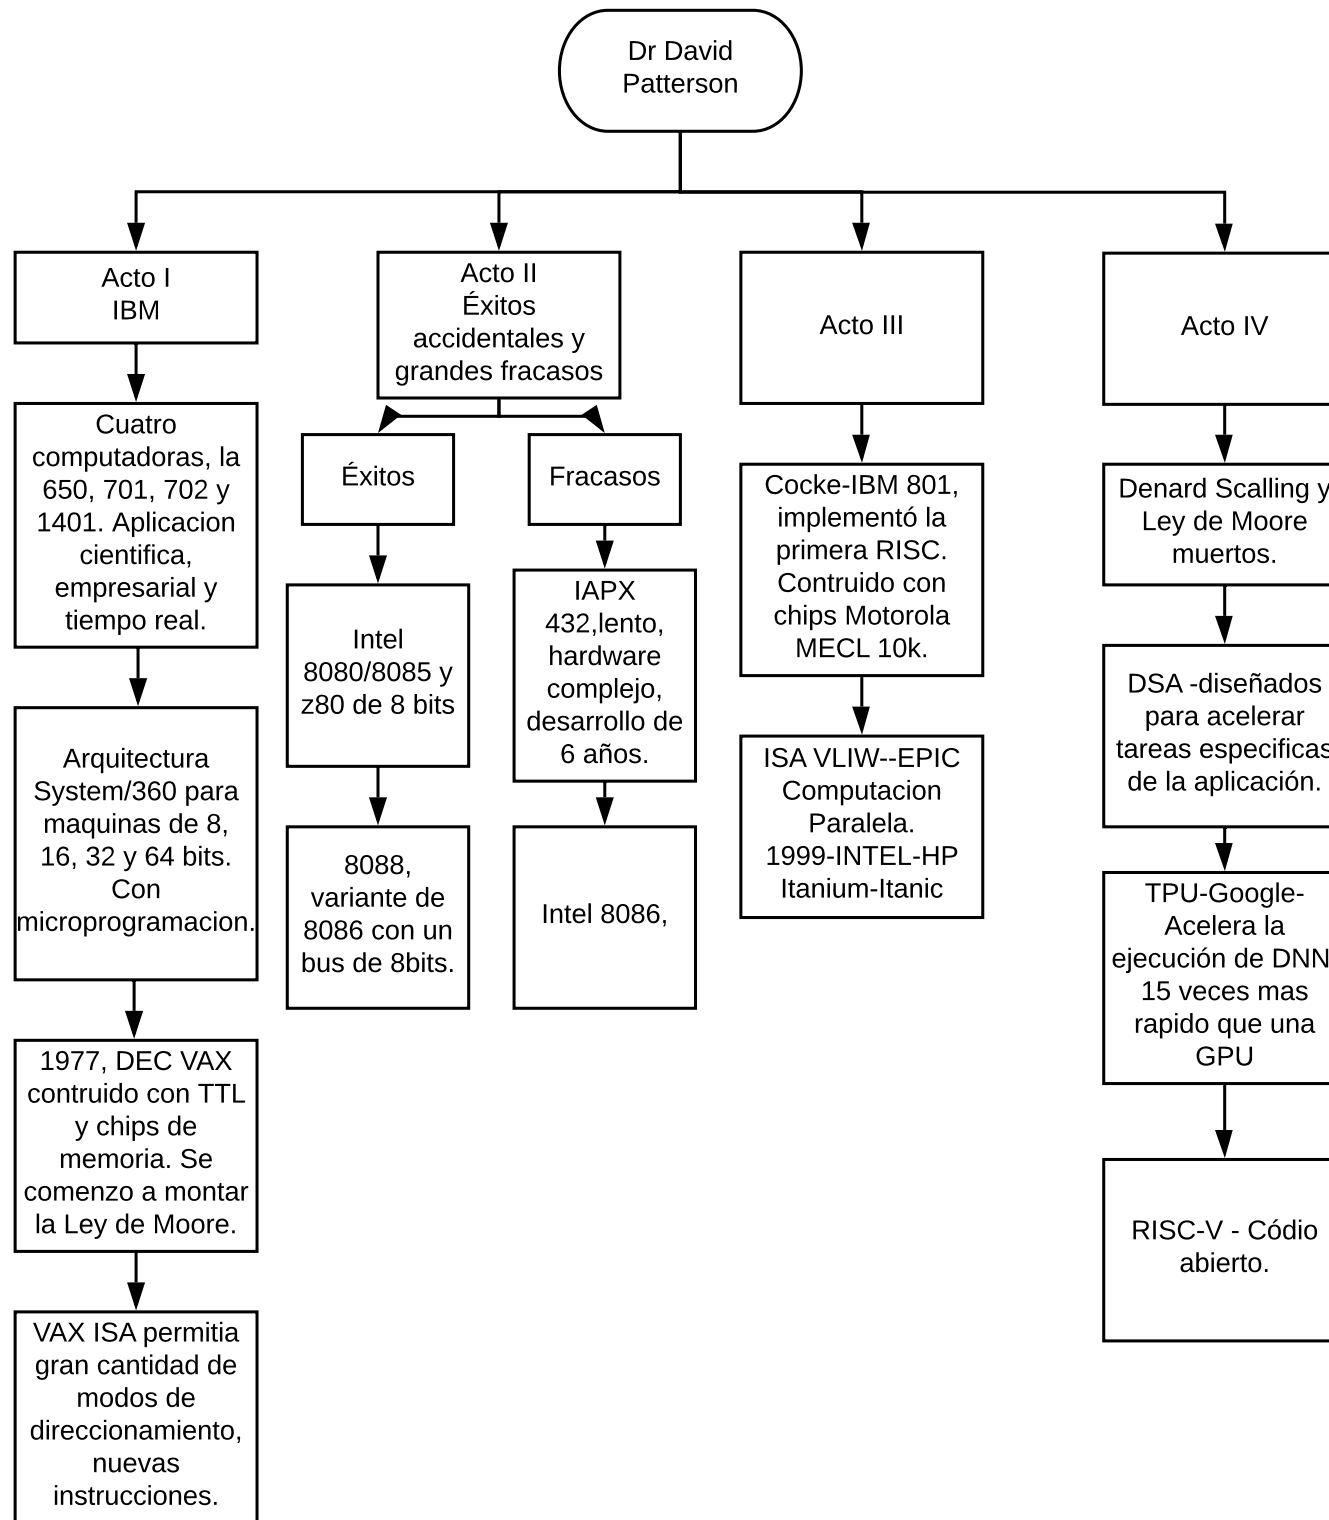 Dr David
Patterson
Acto I
IBM
Cuatro
computadoras, la
650, 701, 702 y
1401. Aplicacion
cientifica,
empresarial y
tiempo real.
Arquitectura
System/360 para
maquinas de 8,
16, 32 y 64 bits.
Con
microprogramacion.
1977, DEC VAX
contruido con TTL
y chips de
memoria. Se
comenzo a montar
la Ley de Moore.
VAX ISA permitia
gran cantidad de
modos de
direccionamiento,
nuevas
instrucciones.
Acto II
Éxitos
accidentales y
grandes fracasos
Éxitos
Intel
8080/8085 y
z80 de 8 bits
8088,
variante de
8086 con un
bus de 8bits.
Fracasos
IAPX
432,lento,
hardware
complejo,
desarrollo de
6 años.
Intel 8086,
Acto III
Cocke-IBM 801,
implementó la
primera RISC.
Contruido con
chips Motorola
MECL 10k.
ISA VLIW--EPIC
Computacion
Paralela.
1999-INTEL-HP
Itanium-Itanic
Acto IV
Denard Scalling y
Ley de Moore
muertos.
DSA -diseñados
para acelerar
tareas especificas
de la aplicación.
TPU-Google-
Acelera la
ejecución de DNN
15 veces mas
rapido que una
GPU
RISC-V - Códio
abierto.